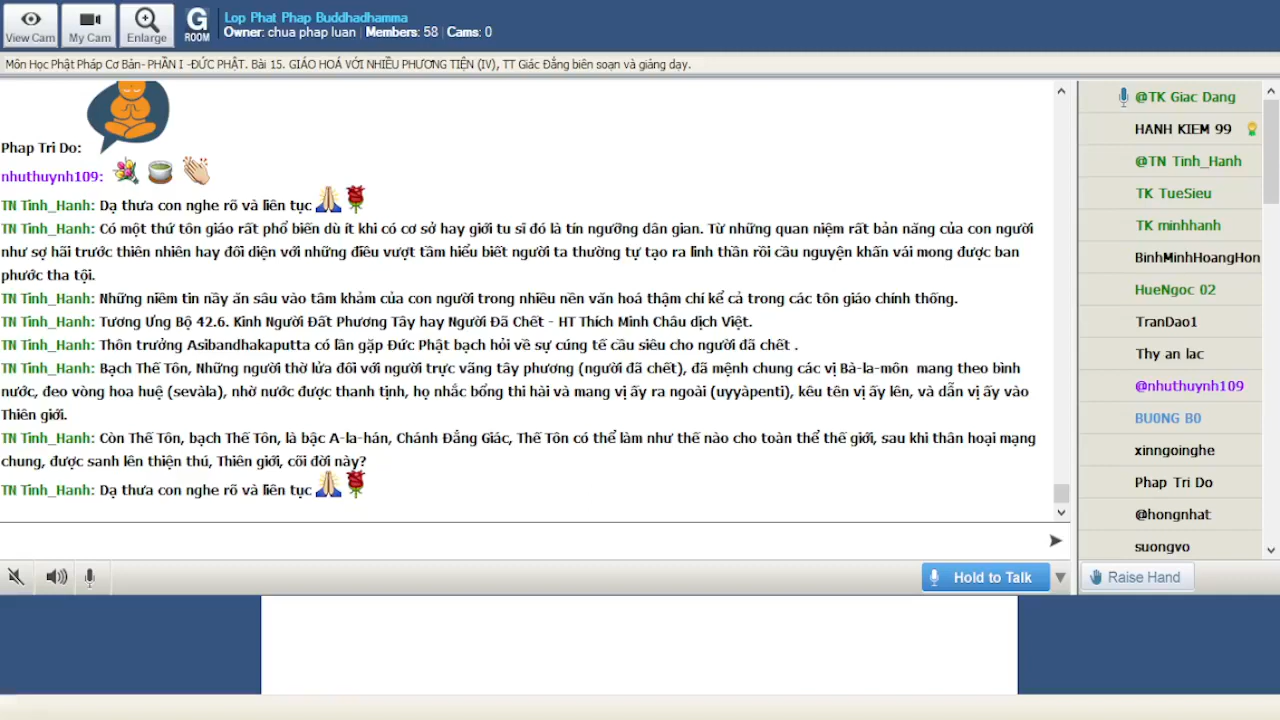 View Cam
My Cam
Enlarge
G
ROOM
Lop Phat Phap Buddhadhamma
Owner: chua phap luan | Members: 58 | Cams: 0
Môn Học Phật Pháp Cơ Bản- PHẦN I -ĐỨC PHẬT. Bài 15. GIÁO HOÁ VỚI NHIỀU PHƯƠNG TIỆN (IV), TT Giác Đẳng biên soạn và giảng dạy.
Phap Tri Do:
nhuthuynh109:
TN Tinh_Hanh: Dạ thưa con nghe rõ và liên tục
TN Tinh_Hanh: Có một thứ tôn giáo rất phổ biến dù ít khi có cơ sở hay giới tu sĩ đó là tín ngưỡng dân gian. Từ những quan niệm rất bản năng của con người
như sợ hãi trước thiên nhiên hay đối diện với những điều vượt tầm hiểu biết người ta thường tự tạo ra linh thần rồi cầu nguyện khấn vái mong được ban
phước tha tội.
TN Tinh_Hanh: Những niềm tin nầy ăn sâu vào tâm khảm của con người trong nhiều nền văn hoá thậm chí kể cả trong các tôn giáo chính thống.
TN Tinh_Hanh: Tương Ưng Bộ 42.6. Kinh Người Đất Phương Tây hay Người Đã Chết - HT Thích Minh Châu dịch Việt.
TN Tinh_Hanh: Thôn trưởng Asibandhakaputta có lần gặp Đức Phật bạch hỏi về sự cúng tế cầu siêu cho người đã chết .
TN Tinh_Hanh: Bạch Thế Tôn, Những người thờ lửa đối với người trực vãng tây phương (người đã chết), đã mệnh chung các vị Bà-la-môn mang theo bình
nước, đeo vòng hoa huệ (sevàla), nhờ nước được thanh tịnh, họ nhấc bổng thi hài và mang vị ấy ra ngoài (uyyàpenti), kêu tên vị ấy lên, và dẫn vị ấy vào
Thiên giới.
TN Tinh_Hanh: Còn Thế Tôn, bạch Thế Tôn, là bậc A-la-hán, Chánh Đẳng Giác, Thế Tôn có thể làm như thế nào cho toàn thể thế giới, sau khi thân hoại mạng
chung, được sanh lên thiện thú, Thiên giới, cõi đời này?
TN Tinh_Hanh: Dạ thưa con nghe rõ và liên tục
Hold to Talk
@TK Giac Dang
HANH KIEM 99
@TN Tinh_Hanh
TK TueSieu
TK minhhanh
BinhMinhHoangHon
HueNgoc 02
TranDao1
Thy an lac
@nhuthuynh109
BU0NG B0
xinngoinghe
Phap Tri Do
@hongnhat
suongvo
Raise Hand